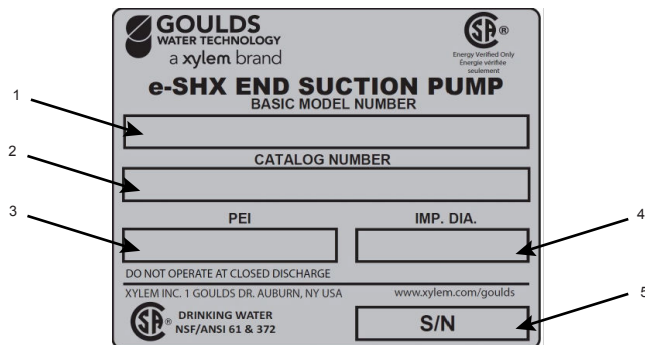 GOULDS
WATER TECHNOLOGY
a xylem brand
SA®
Energy Verified Only
Énergie vérifiée
seulement
e-SHX END SUCTION PUMP
BASIC MODEL NUMBER
1
2
CATALOG NUMBER
3
PEI
IMP. DIA.
4
DO NOT OPERATE AT CLOSED DISCHARGE
XYLEM INC. 1 GOULDS DR. AUBURN, NY USA
www.xylem.com/goulds
5
SA® DRINKING WATER
NSF/ANSI 61 & 372
S/N